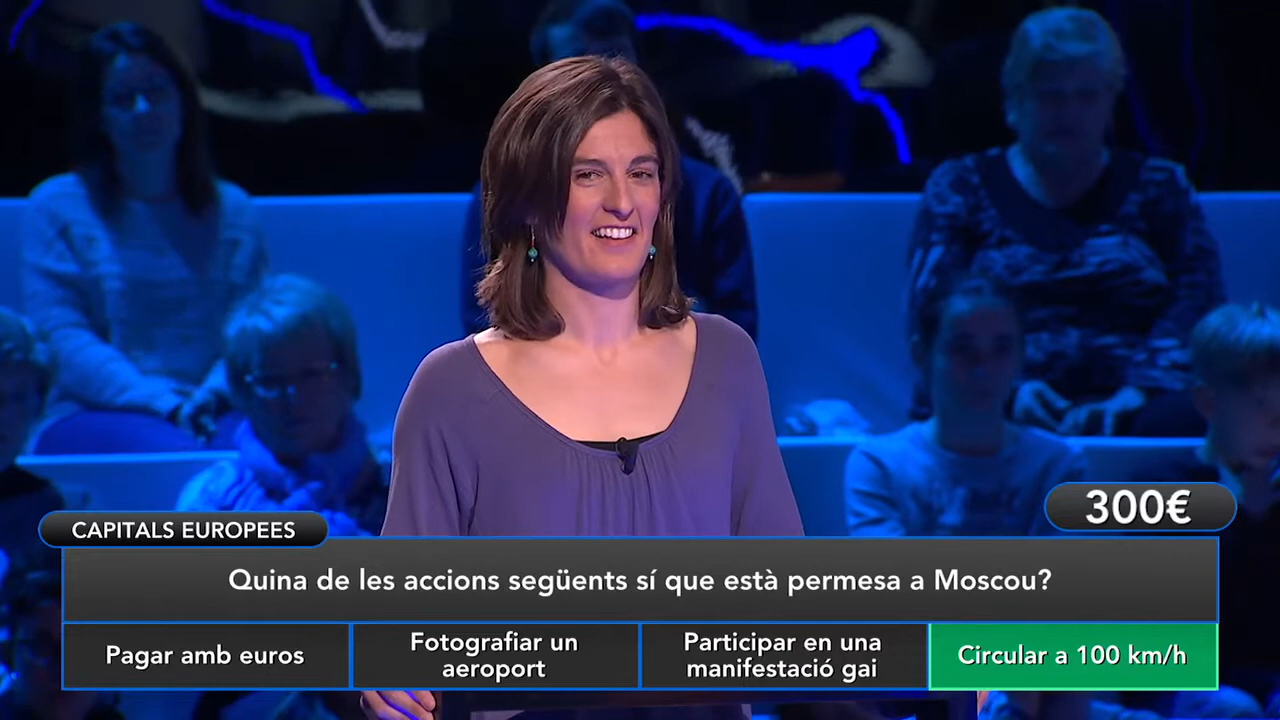 CAPITALS EUROPEES
300€
Quina de les accions següents sí que està permesa a Moscou?
Pagar amb euros
Fotografiar un
aeroport
Participar en una
manifestació gai
Circular a 100 km/h